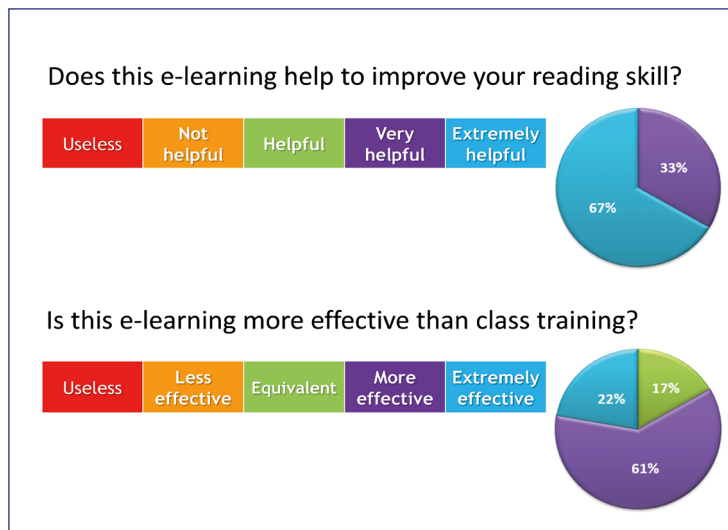 Does this e-learning help to improve your reading skill?
Useless
Not
helpful
Helpful
Very
helpful
Extremely
helpful
33%
67%
Is this e-learning more effective than class training?
Useless
Less
effective
Equivalent
More
effective
Extremely
effective
22%
17%
61%